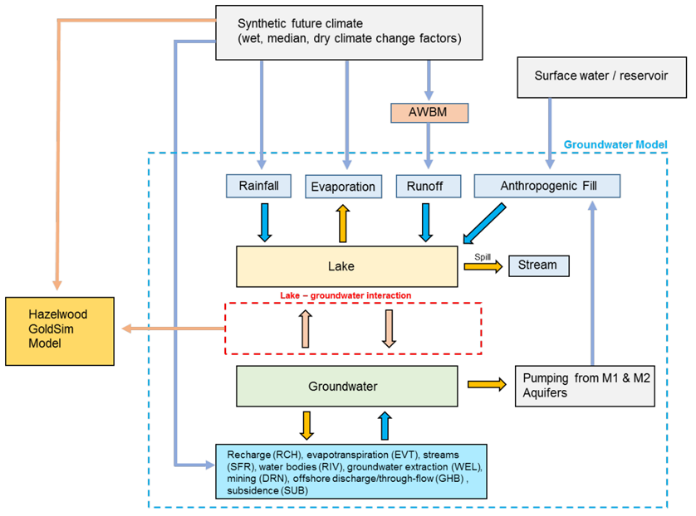 Synthetic future climate
(wet, median, dry climate change factors)
Surface water / reservoir
AWBM
Groundwater Model
Rainfall
Evaporation
Runoff
Anthropogenic Fill
Lake
Spill
Stream
Lake – groundwater interaction
Hazelwood
GoldSim
Model
Groundwater
Pumping from M1 & M2
Aquifers
Recharge (RCH), evapotranspiration (EVT), streams
(SFR), water bodies (RIV), groundwater extraction (WEL),
mining (DRN), offshore discharge/through-flow (GHB) ,
subsidence (SUB)